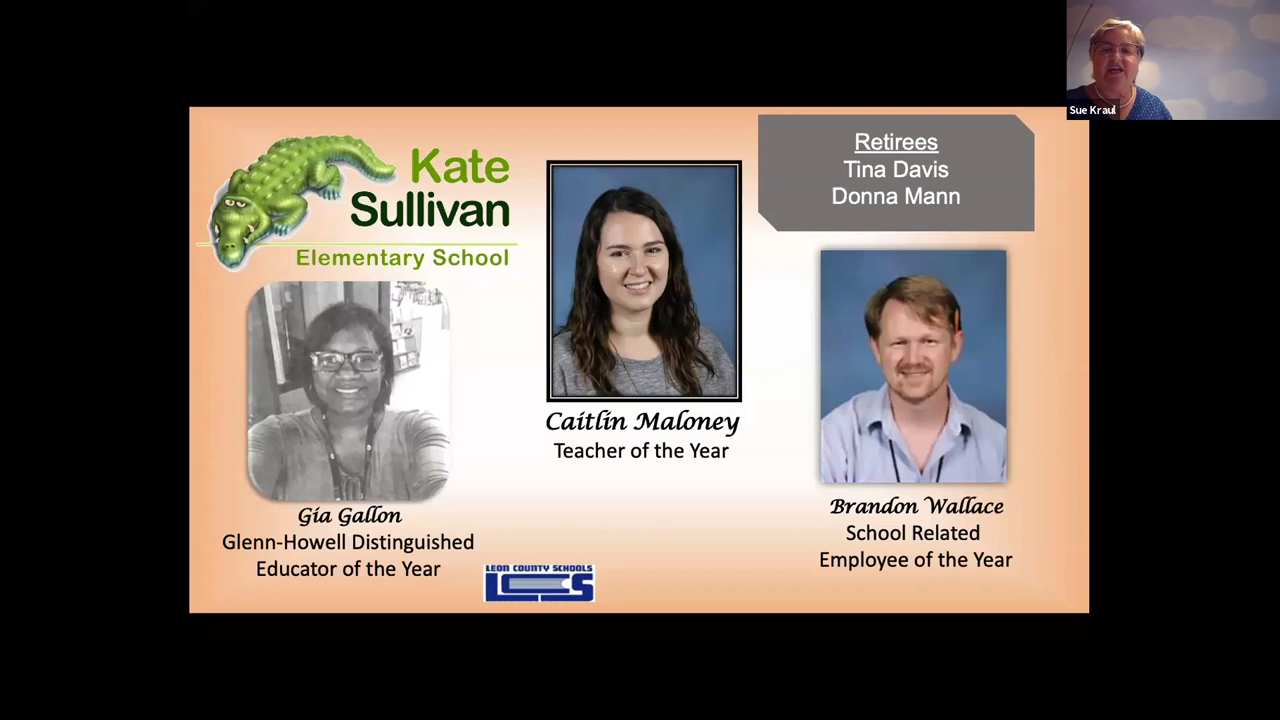 Sue Kraul
Kate
Sullivan
Elementary School
Retirees
Tina Davis
Donna Mann
Caitlin Maloney
Teacher of the Year
Gia Gallon
Glenn-Howell Distinguished
Educator of the Year
Brandon Wallace
School Related
Employee of the Year
LEON COUNTY SCHOOLS
LCS